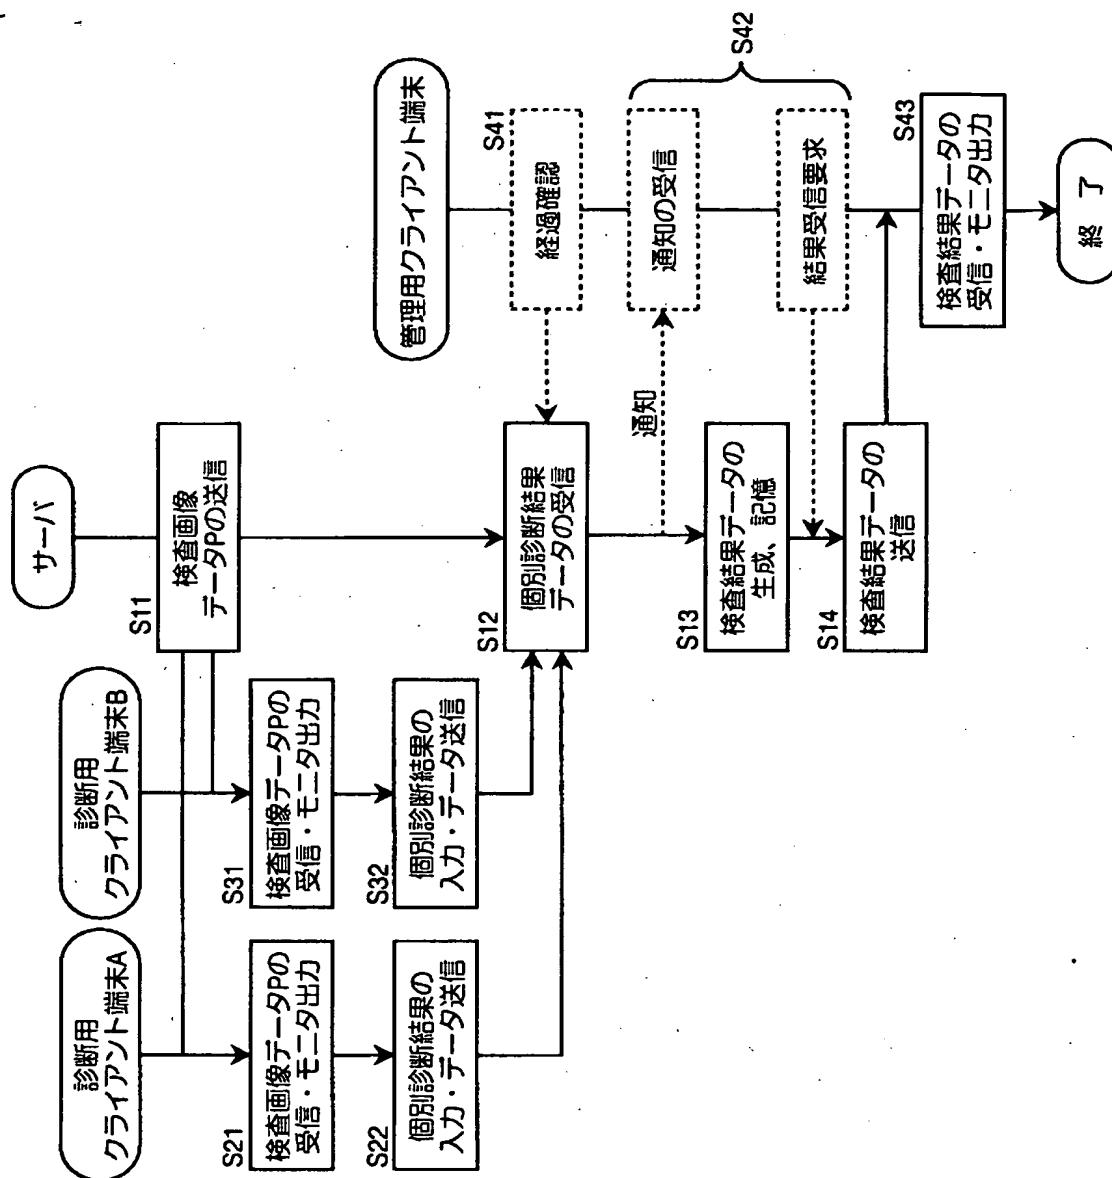 診断用
クライアント端末A
S21
検査画像データPの
受信・モニタ出力
S22
個別診断結果の
入力・データ送信
診断用
クライアント端末B
S31
検査画像データPの
受信・モニタ出力
S32
個別診断結果の
入力・データ送信
サーバ
S11
検査画像
データPの送信
S12
個別診断結果
データの受信
通知
S13
検査結果データの
生成、記憶
S14
検査結果データの
送信
管理用クライアント端末
S41
経過確認
通知の受信
結果受信要求
S42
S43
検査結果データの
受信・モニタ出力
終 了